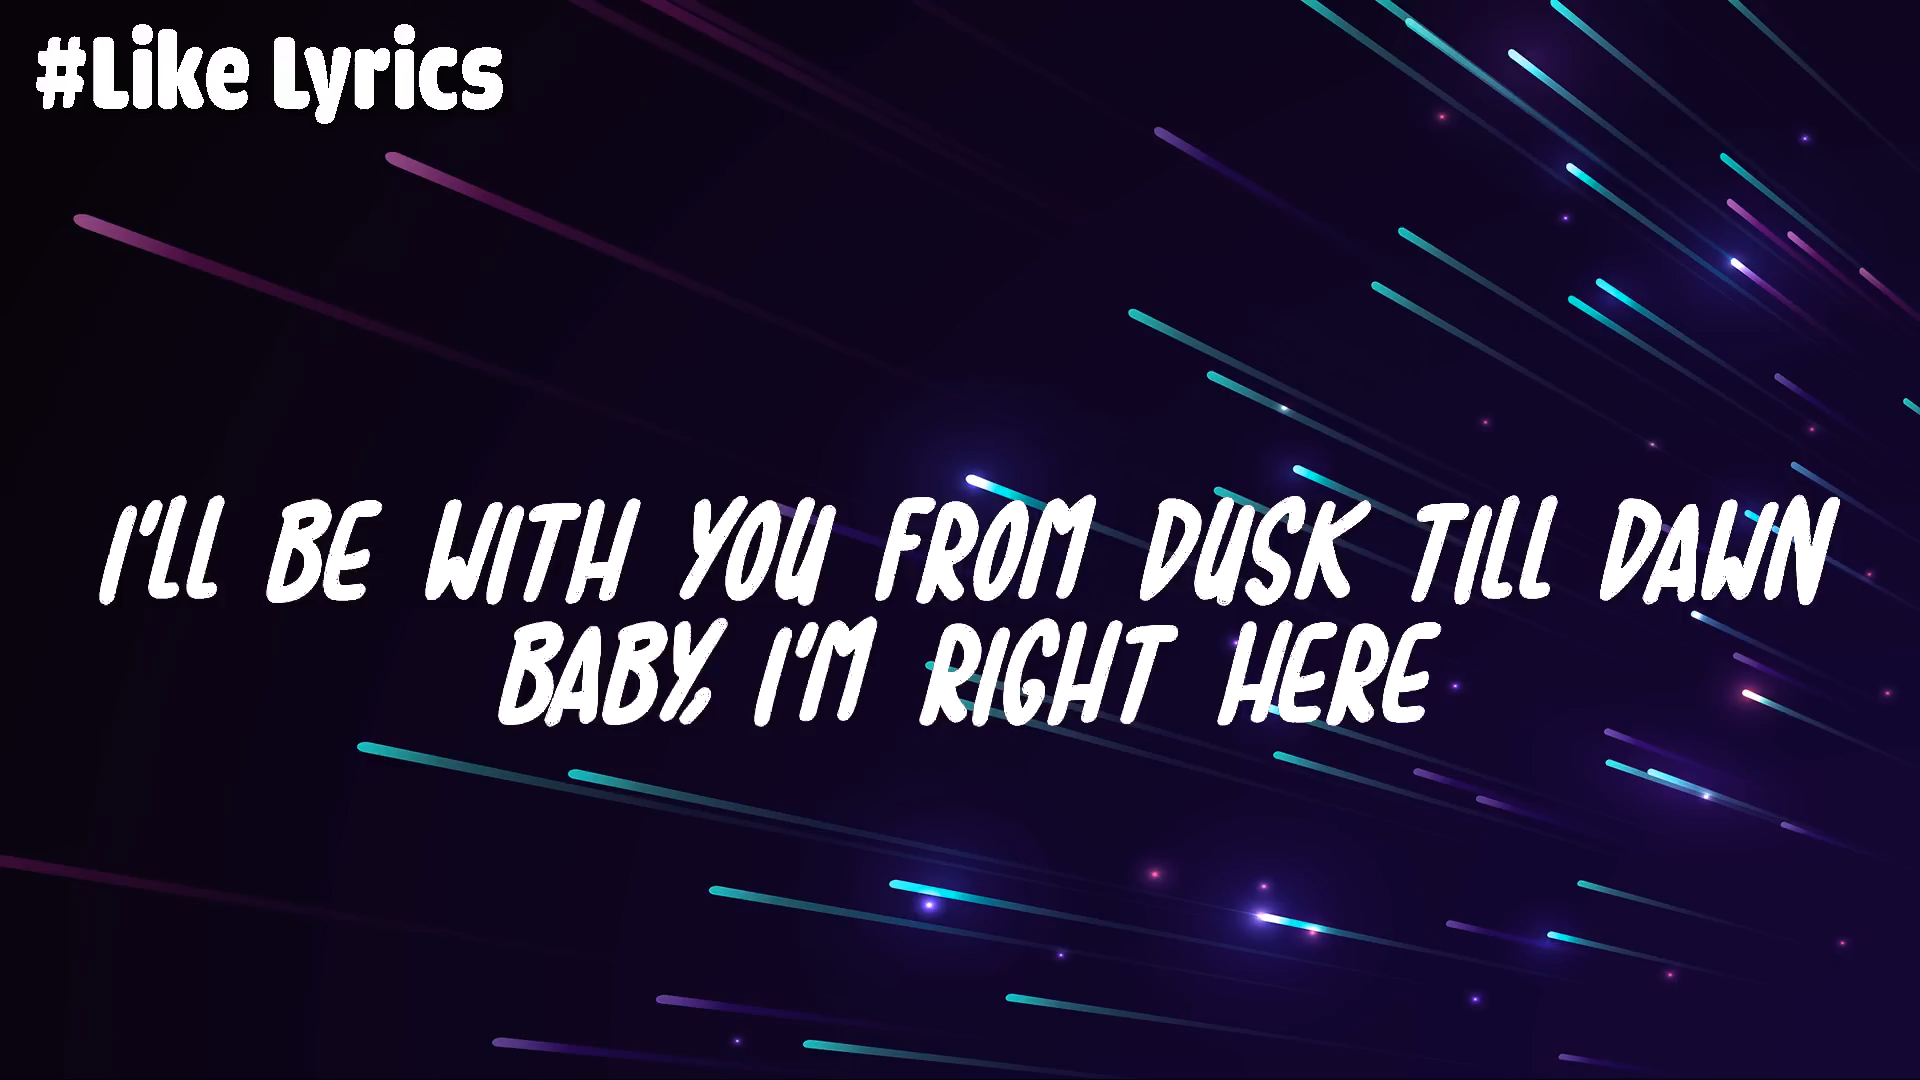 #Like Lyrics
I'LL BE WITH YOU FROM DUSK TILL DAWN
BABY, I'M RIGHT HERE